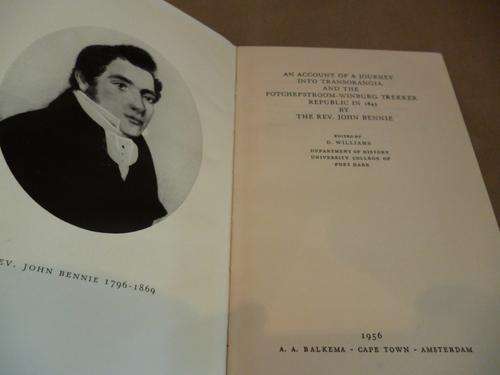 EV. JOHN BENNIE 1796-1869
AN ACCOUNT OF A JOURNEY
INTO TRANSORANGIA
AND THE
POTCHEFSTROOM-WINBURG TREKKER
REPUBLIC IN 1843
BY
THE REV. JOHN BENNIE
EDITED BY
D. WILLIAMS
DEPARTMENT OF HISTORY
UNIVERSITY COLLEGE OF
FORT HARE
1956
A. A. BALKEMA - CAPE TOWN - AMSTERDAM